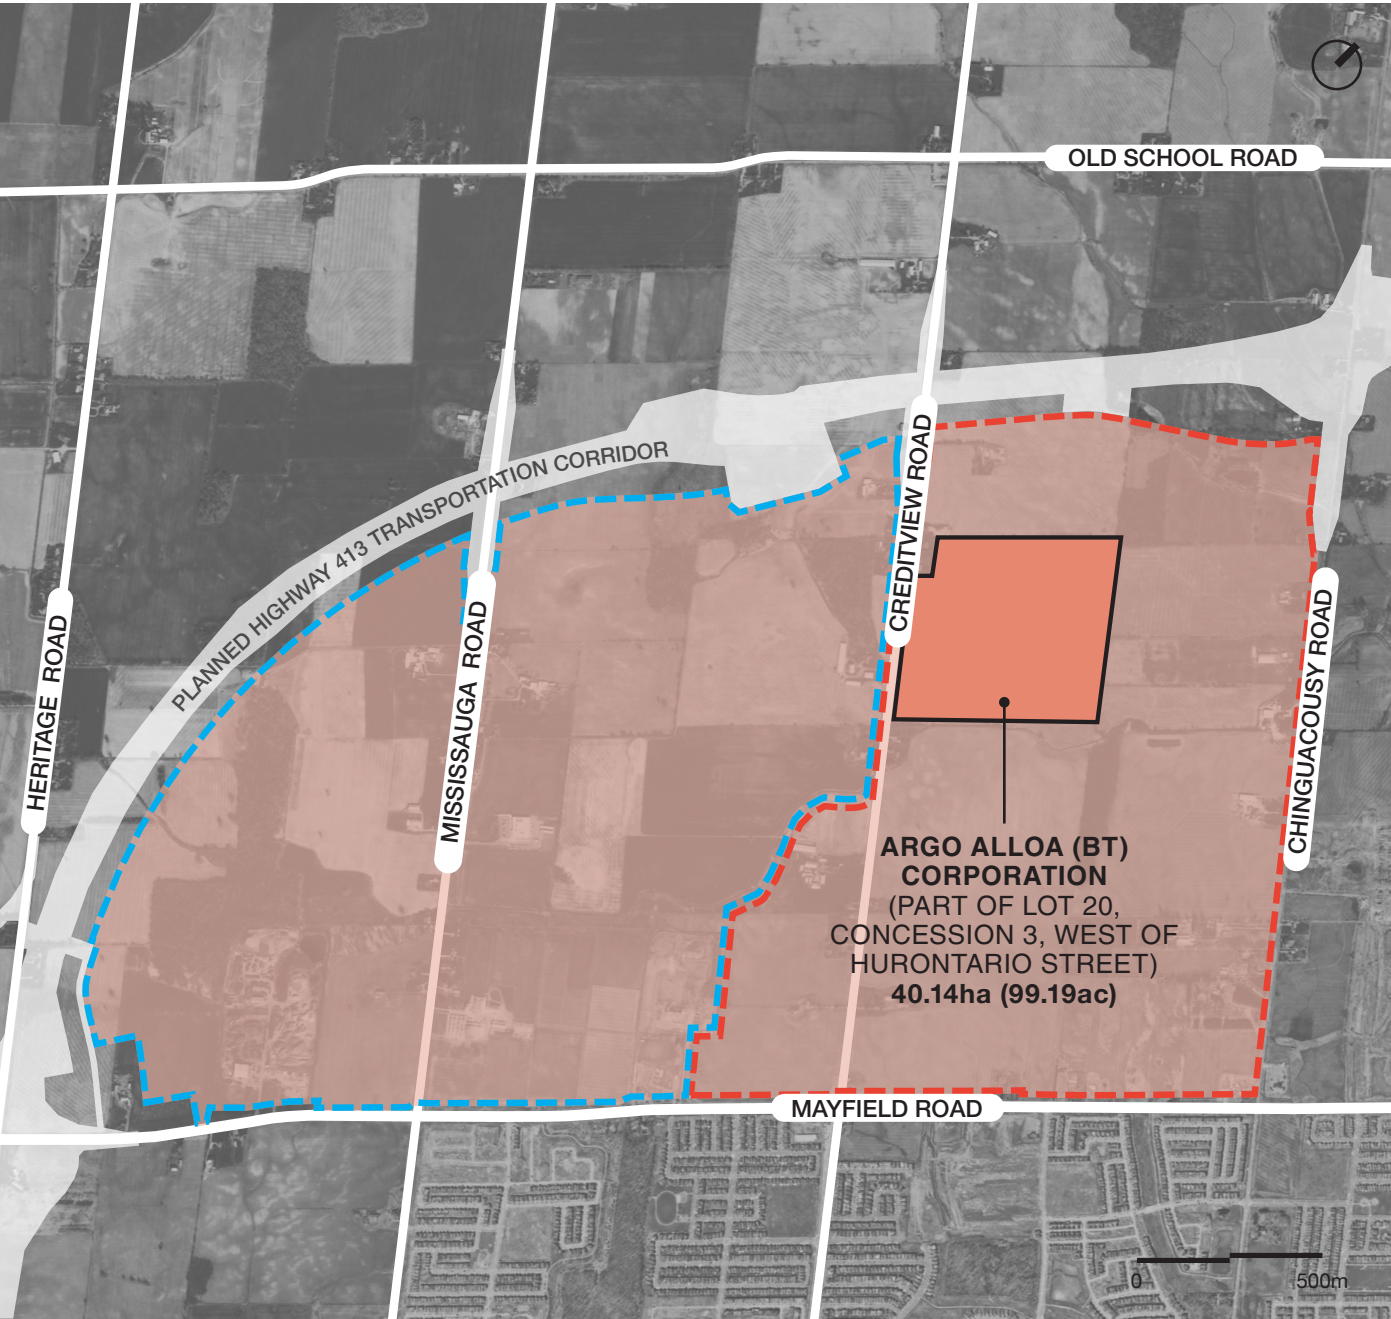 OLD SCHOOL ROAD
CREDITVIEW ROAD
PLANNED HIGHWAY 413 TRANSPORTATION CORRIDOR
HERITAGE ROAD
MISSISSAUGA ROAD
CHINGUACOUSY ROAD
ARGO ALLOA (BT)
CORPORATION
(PART OF LOT 20,
CONCESSION 3, WEST OF
HURONTARIO STREET)
40.14ha (99.19ac)
MAYFIELD ROAD
0 500m